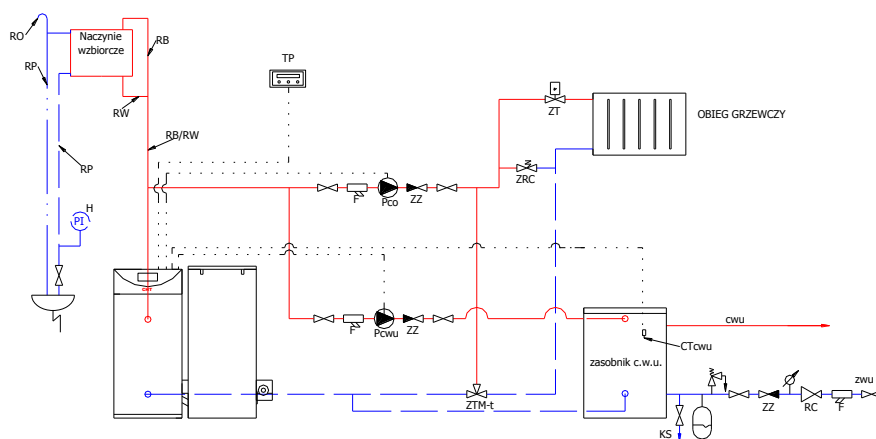 RO
Naczynie
wzbiorcze
RB
RP
TP
RW
ZT
OBIEG GRZEWCZY
RB/RW
RP
ZRC
F
Pco
ZZ
H
PI
F
Pcwu
ZZ
cwu
CTcwu
zasobnik c.w.u.
zwu
ZTM-t
ZZ
RC
F
KS